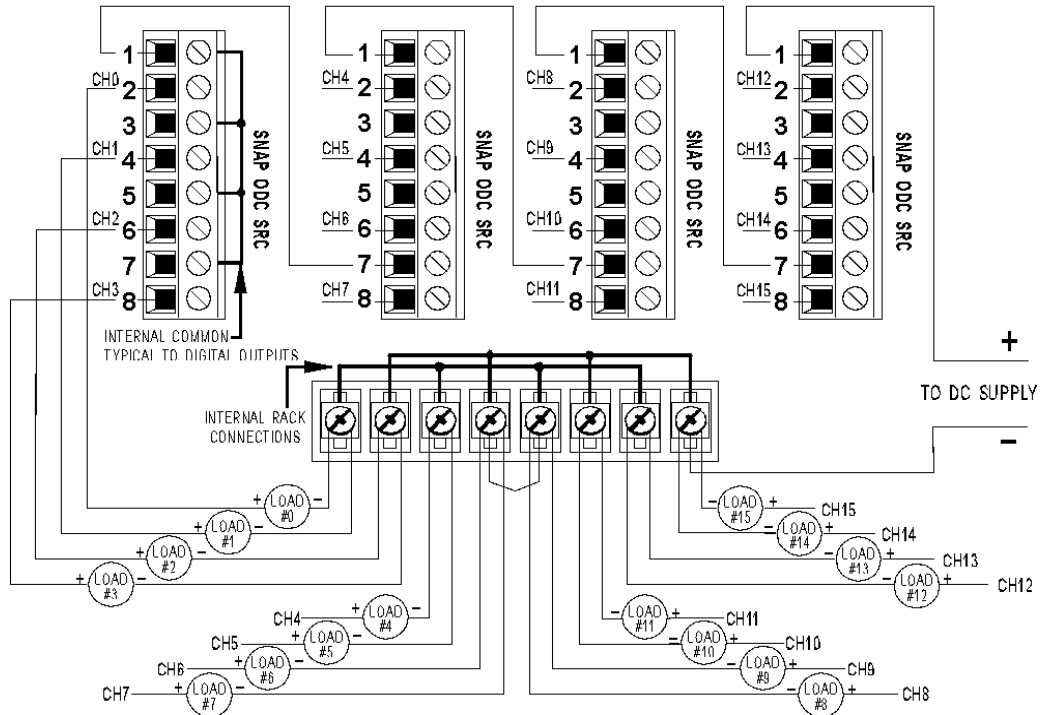 1
CH0 2
3
CH1 4
5
CH2 6
7
CH3 8
SNAP ODC SRC
1
CH4 2
3
CH5 4
5
CH6 6
7
CH7 8
SNAP ODC SRC
1
CH8 2
3
CH9 4
5
CH10 6
7
CH11 8
SNAP ODC SRC
1
CH12 2
3
CH13 4
5
CH14 6
7
CH15 8
SNAP ODC SRC
INTERNAL COMMON
TYPICAL TO DIGITAL OUTPUTS
INTERNAL RACK
CONNECTIONS
+
TO DC SUPPLY
-
+ LOAD #0 -
+ LOAD #1 -
+ LOAD #2 -
+ LOAD #3 -
CH4 + LOAD #4 -
CH5 + LOAD #5 -
CH6 + LOAD #6 -
CH7 + LOAD #7 -
- LOAD #15 + CH15
- LOAD #14 + CH14
- LOAD #13 + CH13
- LOAD #12 + CH12
- LOAD #11 + CH11
- LOAD #10 + CH10
- LOAD #9 + CH9
- LOAD #8 + CH8